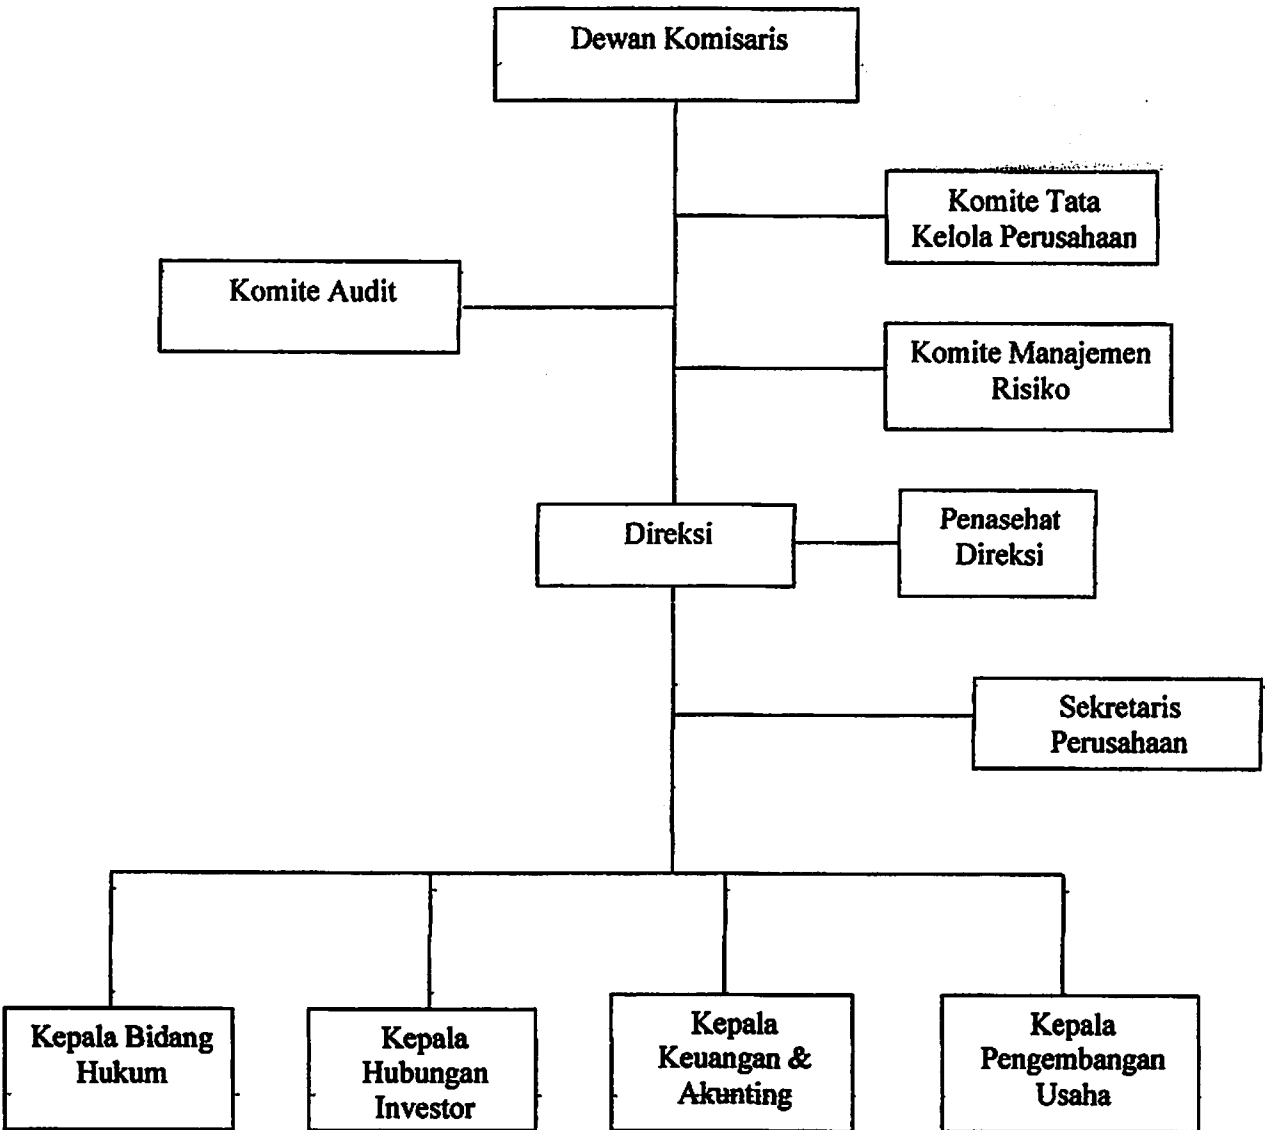 Dewan Komisaris
Komite Tata
Kelola Perusahaan
Komite Audit
Komite Manajemen
Risiko
Direksi
Penasehat
Direksi
Sekretaris
Perusahaan
Kepala Bidang
Hukum
Kepala
Hubungan
Investor
Kepala
Keuangan &
Akunting
Kepala
Pengembangan
Usaha